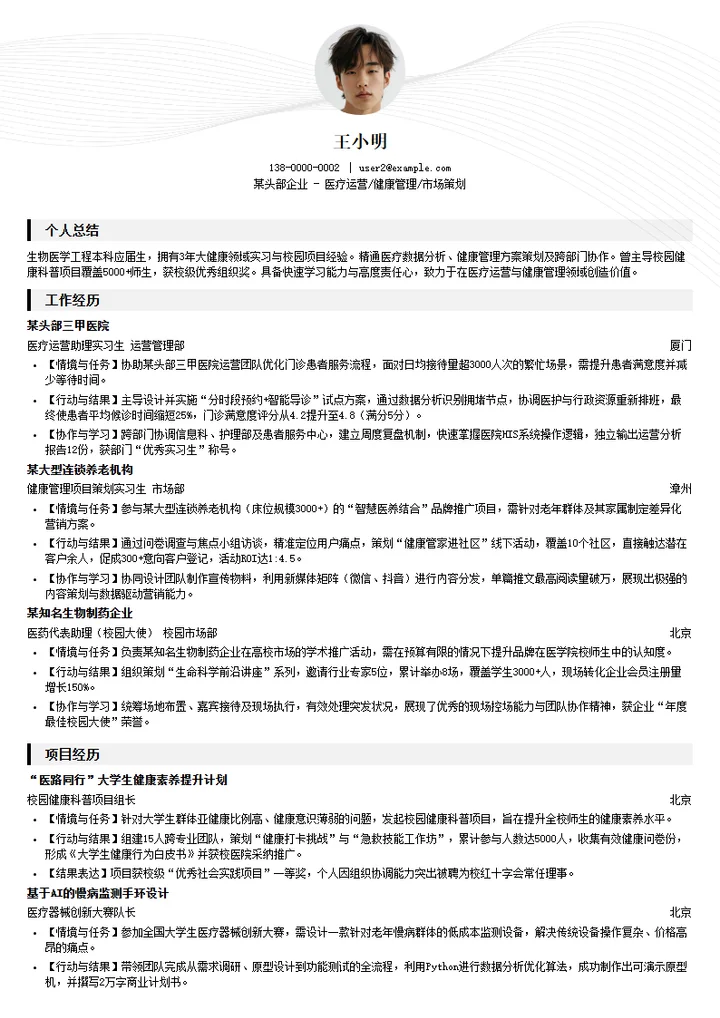 王小明
138-0000-0002 | user2@example.com
某头部企业 - 医疗运营/健康管理/市场策划
个人总结
生物医学工程本科应届生，拥有3年大健康领域实习与校园项目经验。精通医疗数据分析、健康管理方案策划及跨部门协作。曾主导校园健
康科普项目覆盖5000+师生，获校级优秀组织奖。具备快速学习能力与高度责任心，致力于在医疗运营与健康管理领域创造价值。
工作经历
某头部三甲医院
医疗运营助理实习生 运营管理部 厦门
• 【情境与任务】协助某头部三甲医院运营团队优化门诊患者服务流程，面对日均接待量超3000人次的繁忙场景，需提升患者满意度并减
少等待时间。
• 【行动与结果】主导设计并实施“分时段预约+智能导诊”试点方案，通过数据分析识别拥堵节点，协调医护与行政资源重新排班，最
终使患者平均候诊时间缩短25%，门诊满意度评分从4.2提升至4.8（满分5分）。
• 【协作与学习】跨部门协调信息科、护理部及患者服务中心，建立周度复盘机制，快速掌握医院HIS系统操作逻辑，独立输出运营分析
报告12份，获部门“优秀实习生”称号。
某大型连锁养老机构
健康管理项目策划实习生 市场部 漳州
• 【情境与任务】参与某大型连锁养老机构（床位规模3000+）的“智慧医养结合”品牌推广项目，需针对老年群体及其家属制定差异化
营销方案。
• 【行动与结果】通过问卷调查与焦点小组访谈，精准定位用户痛点，策划“健康管家进社区”线下活动，覆盖10个社区，直接触达潜在
客户余人，促成300+意向客户登记，活动ROI达1:4.5。
• 【协作与学习】协同设计团队制作宣传物料，利用新媒体矩阵（微信、抖音）进行内容分发，单篇推文最高阅读量破万，展现出极强的
内容策划与数据驱动营销能力。
某知名生物制药企业
医药代表助理（校园大使） 校园市场部 北京
• 【情境与任务】负责某知名生物制药企业在高校市场的学术推广活动，需在预算有限的情况下提升品牌在医学院校师生中的认知度。
• 【行动与结果】组织策划“生命科学前沿讲座”系列，邀请行业专家5位，累计举办8场，覆盖学生3000+人，现场转化企业会员注册量
增长150%。
• 【协作与学习】统筹场地布置、嘉宾接待及现场执行，有效处理突发状况，展现了优秀的现场控场能力与团队协作精神，获企业“年度
最佳校园大使”荣誉。
项目经历
“医路同行”大学生健康素养提升计划
校园健康科普项目组长 北京
• 【情境与任务】针对大学生群体亚健康比例高、健康意识薄弱的问题，发起校园健康科普项目，旨在提升全校师生的健康素养水平。
• 【行动与结果】组建15人跨专业团队，策划“健康打卡挑战”与“急救技能工作坊”，累计参与人数达5000人，收集有效健康问卷份，
形成《大学生健康行为白皮书》并获校医院采纳推广。
• 【结果表达】项目获校级“优秀社会实践项目”一等奖，个人因组织协调能力突出被聘为校红十字会常任理事。
基于AI的慢病监测手环设计
医疗器械创新大赛队长 北京
• 【情境与任务】参加全国大学生医疗器械创新大赛，需设计一款针对老年慢病群体的低成本监测设备，解决传统设备操作复杂、价格高
昂的痛点。
• 【行动与结果】带领团队完成从需求调研、原型设计到功能测试的全流程，利用Python进行数据分析优化算法，成功制作出可演示原型
机，并撰写2万字商业计划书。